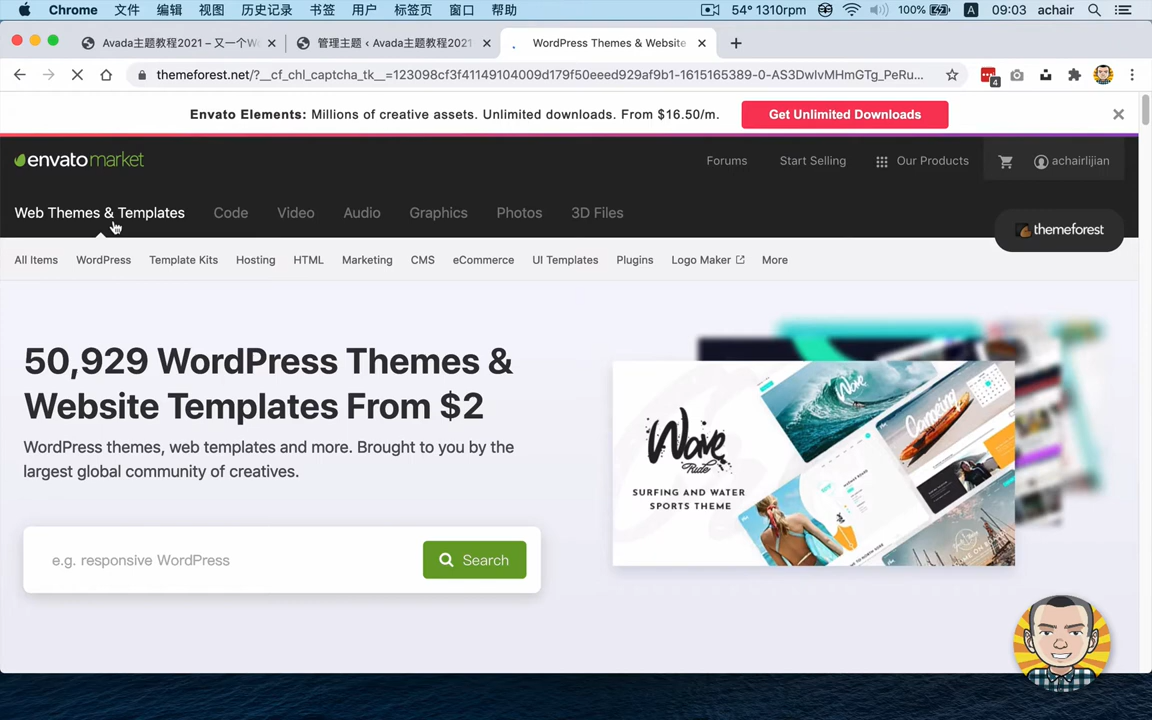 Chrome 文件 编辑 视图 历史记录 书签 用户 标签页 窗口 帮助 54° 1310rpm 100% A 09:03 achair
Avada主题教程2021 – 又一个W 管理主题 ‹ Avada主题教程2021 WordPress Themes & Website
themeforest.net/?__cf_chl_captcha_tk__=123098cf3f41149104009d179f50eeed929af9b1-1615165389-0-AS3DwIvMHmGTg_PeRu... 4
Envato Elements: Millions of creative assets. Unlimited downloads. From $16.50/m. Get Unlimited Downloads
envatomarket Forums Start Selling Our Products achairlijian
Web Themes & Templates Code Video Audio Graphics Photos 3D Files
themeforest
All Items WordPress Template Kits Hosting HTML Marketing CMS eCommerce UI Templates Plugins Logo Maker More
50,929 WordPress Themes &
Website Templates From $2
WordPress themes, web templates and more. Brought to you by the
largest global community of creatives.
e.g. responsive WordPress Search
Wave
Ride
SURFING AND WATER
SPORTS THEME
Wave
Camping